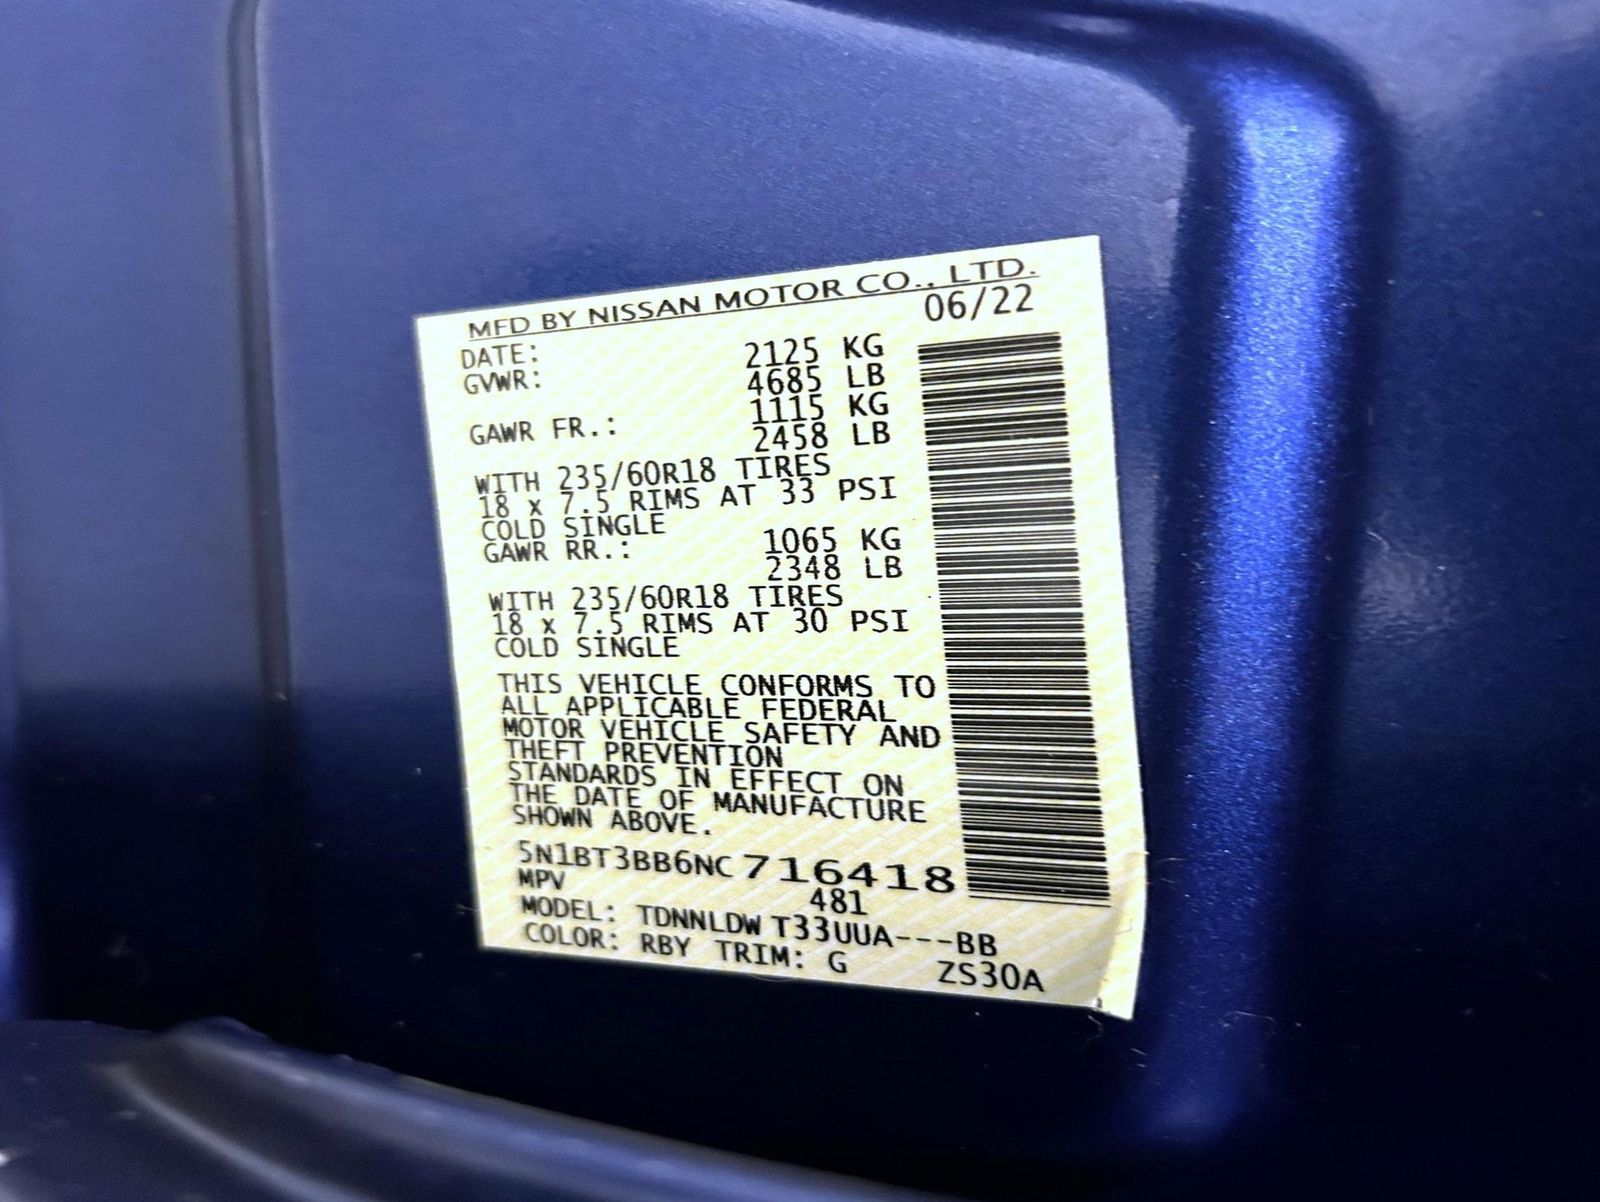 MFD BY NISSAN MOTOR CO., LTD.
DATE: 06/22
GVWR: 2125 KG
4685 LB
GAWR FR.: 1115 KG
2458 LB
WITH 235/60R18 TIRES
18 x 7.5 RIMS AT 33 PSI
COLD SINGLE
GAWR RR.: 1065 KG
2348 LB
WITH 235/60R18 TIRES
18 x 7.5 RIMS AT 30 PSI
COLD SINGLE
THIS VEHICLE CONFORMS TO
ALL APPLICABLE FEDERAL
MOTOR VEHICLE SAFETY AND
THEFT PREVENTION
STANDARDS IN EFFECT ON
THE DATE OF MANUFACTURE
SHOWN ABOVE.
5N1BT3BB6NC716418
MPV 481
MODEL: TDNNLDW T33UUA---BB
COLOR: RBY TRIM: G ZS30A